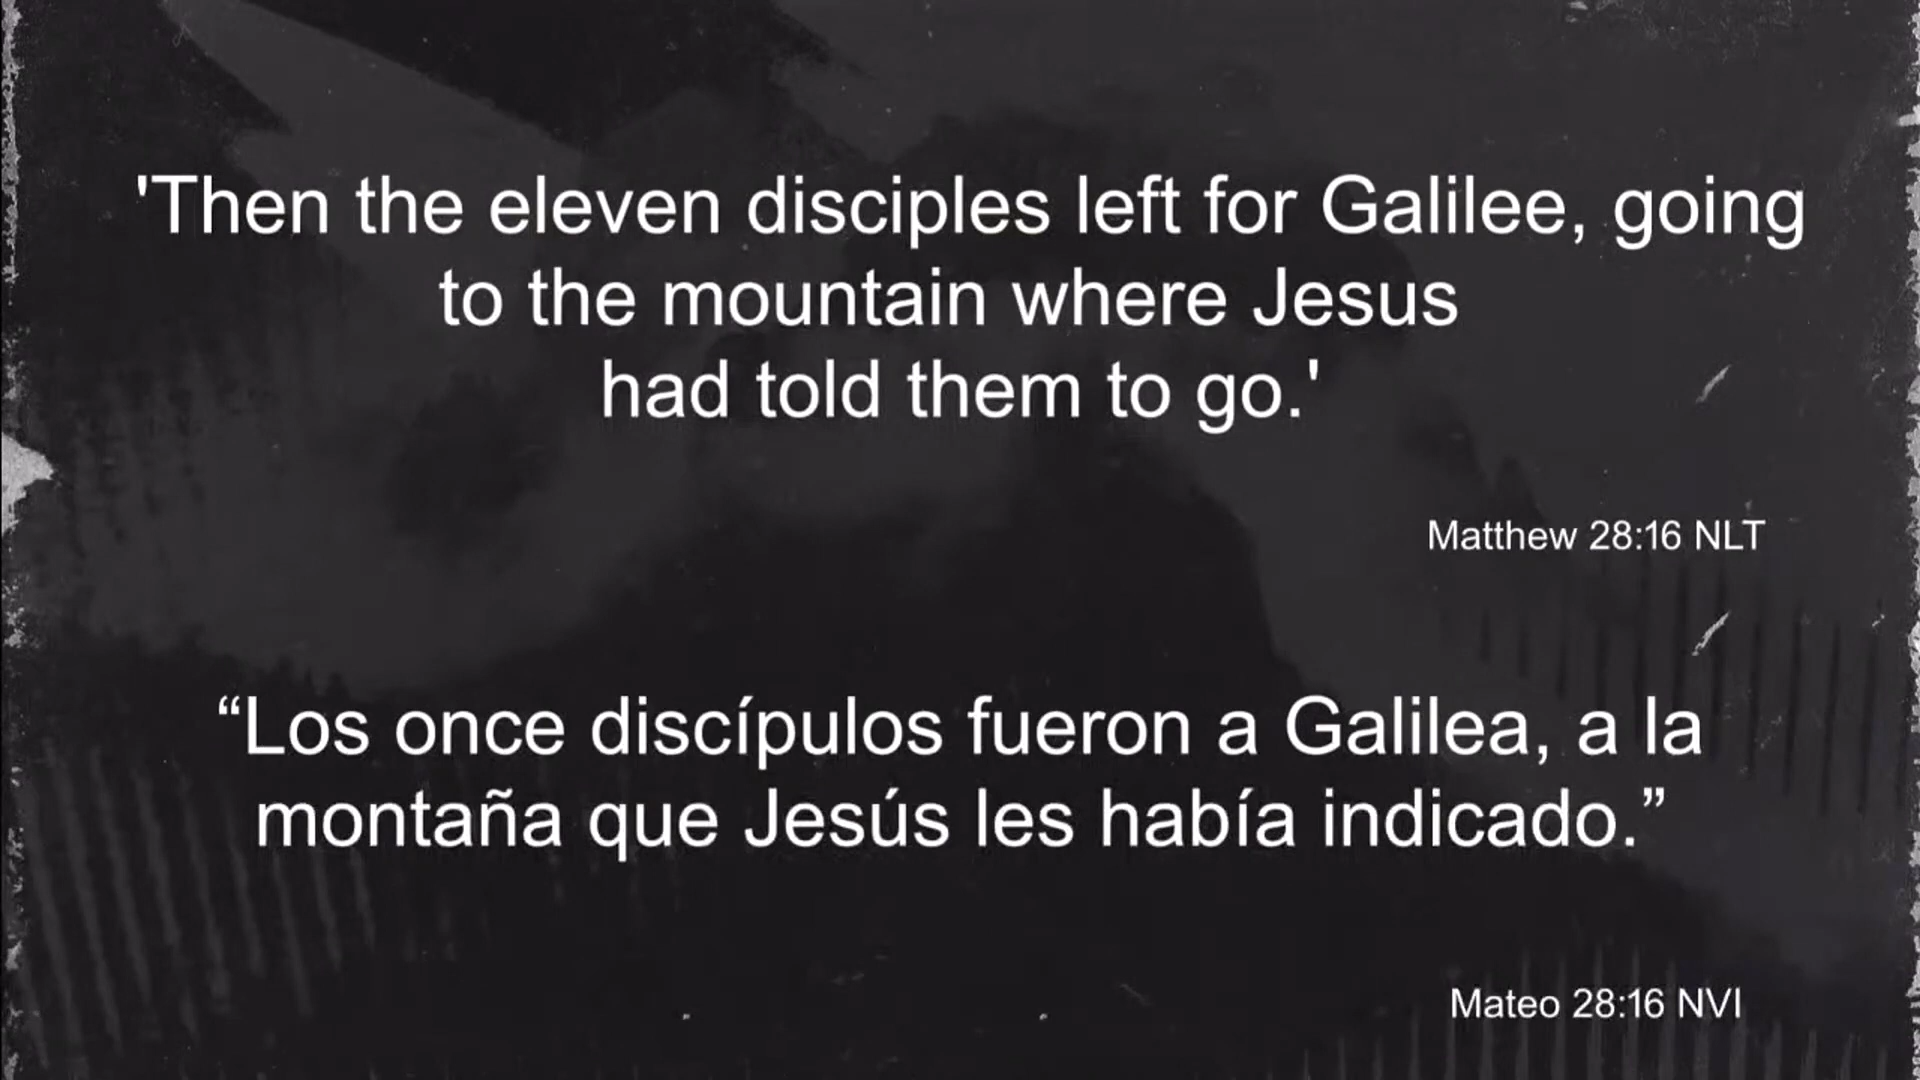 'Then the eleven disciples left for Galilee, going
to the mountain where Jesus
had told them to go.'
Matthew 28:16 NLT
“Los once discípulos fueron a Galilea, a la
montaña que Jesús les había indicado.”
Mateo 28:16 NVI